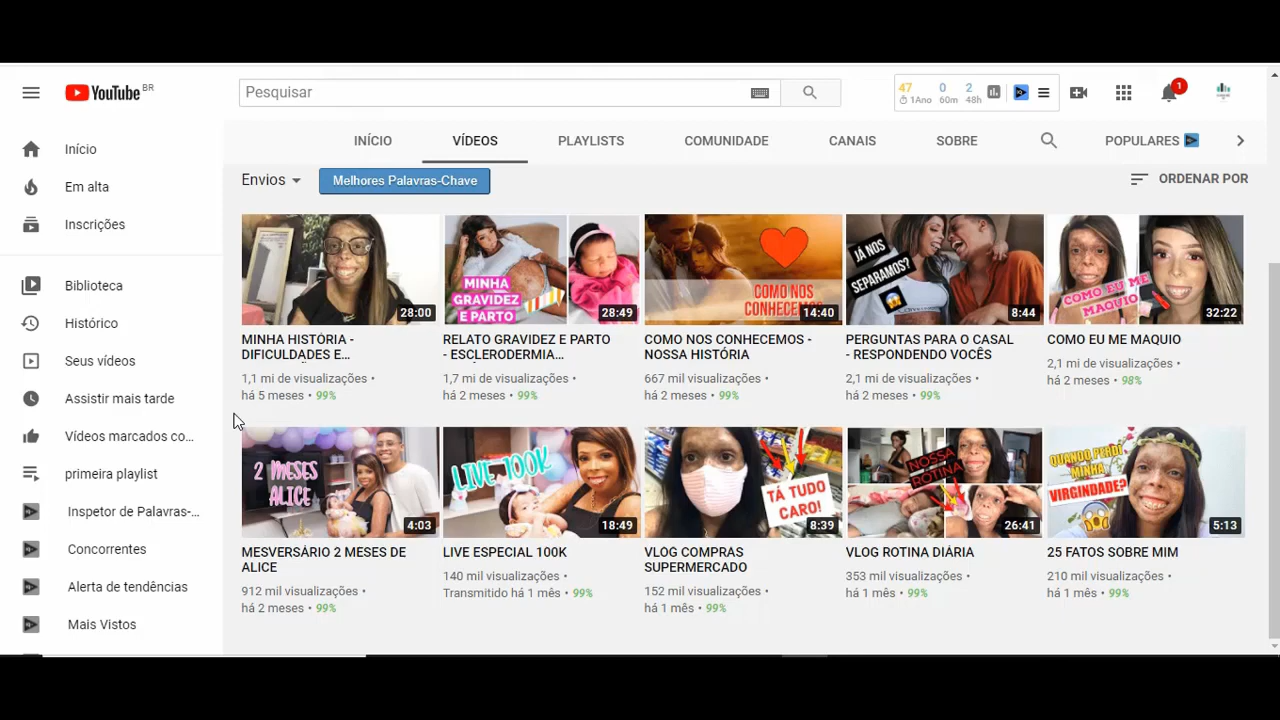 YouTube BR
Pesquisar
47 0 2
1Ano 60m 48h
1
INÍCIO VÍDEOS PLAYLISTS COMUNIDADE CANAIS SOBRE POPULARES
Envios Melhores Palavras-Chave ORDENAR POR
Início
Em alta
Inscrições
Biblioteca
Histórico
Seus vídeos
Assistir mais tarde
Vídeos marcados co...
primeira playlist
Inspetor de Palavras-...
Concorrentes
Alerta de tendências
Mais Vistos
28:00
MINHA HISTÓRIA -
DIFICULDADES E...
1,1 mi de visualizações •
há 5 meses • 99%
MINHA
GRAVIDEZ
E PARTO
28:49
RELATO GRAVIDEZ E PARTO
- ESCLERODERMIA...
1,7 mi de visualizações •
há 2 meses • 99%
COMO NOS
CONHECEMOS
14:40
COMO NOS CONHECEMOS -
NOSSA HISTÓRIA
667 mil visualizações •
há 2 meses • 99%
JÁ NOS
SEPARAMOS?
8:44
PERGUNTAS PARA O CASAL
- RESPONDENDO VOCÊS
2,1 mi de visualizações •
há 2 meses • 99%
COMO EU ME
MAQUIO
32:22
COMO EU ME MAQUIO
2,1 mi de visualizações •
há 2 meses • 98%
2 MESES
ALICE
4:03
MESVERSÁRIO 2 MESES DE
ALICE
912 mil visualizações •
há 2 meses • 99%
LIVE 100K
18:49
LIVE ESPECIAL 100K
140 mil visualizações •
Transmitido há 1 mês • 99%
TÁ TUDO
CARO!
8:39
VLOG COMPRAS
SUPERMERCADO
152 mil visualizações •
há 1 mês • 99%
NOSSA
ROTINA
26:41
VLOG ROTINA DIÁRIA
353 mil visualizações •
há 1 mês • 99%
QUANDO PERDI
MINHA
VIRGINDADE?
5:13
25 FATOS SOBRE MIM
210 mil visualizações •
há 1 mês • 99%